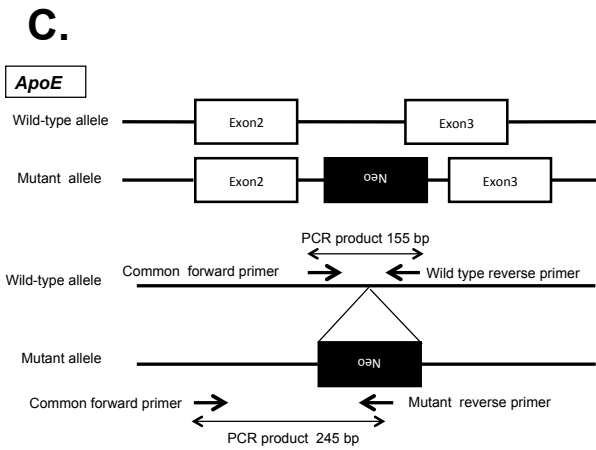 C.
ApoE
Wild-type allele
Exon2
Exon3
Mutant allele
Exon2
Neo
Exon3
PCR product 155 bp
Common forward primer
Wild type reverse primer
Wild-type allele
Neo
Mutant allele
Common forward primer
Mutant reverse primer
PCR product 245 bp